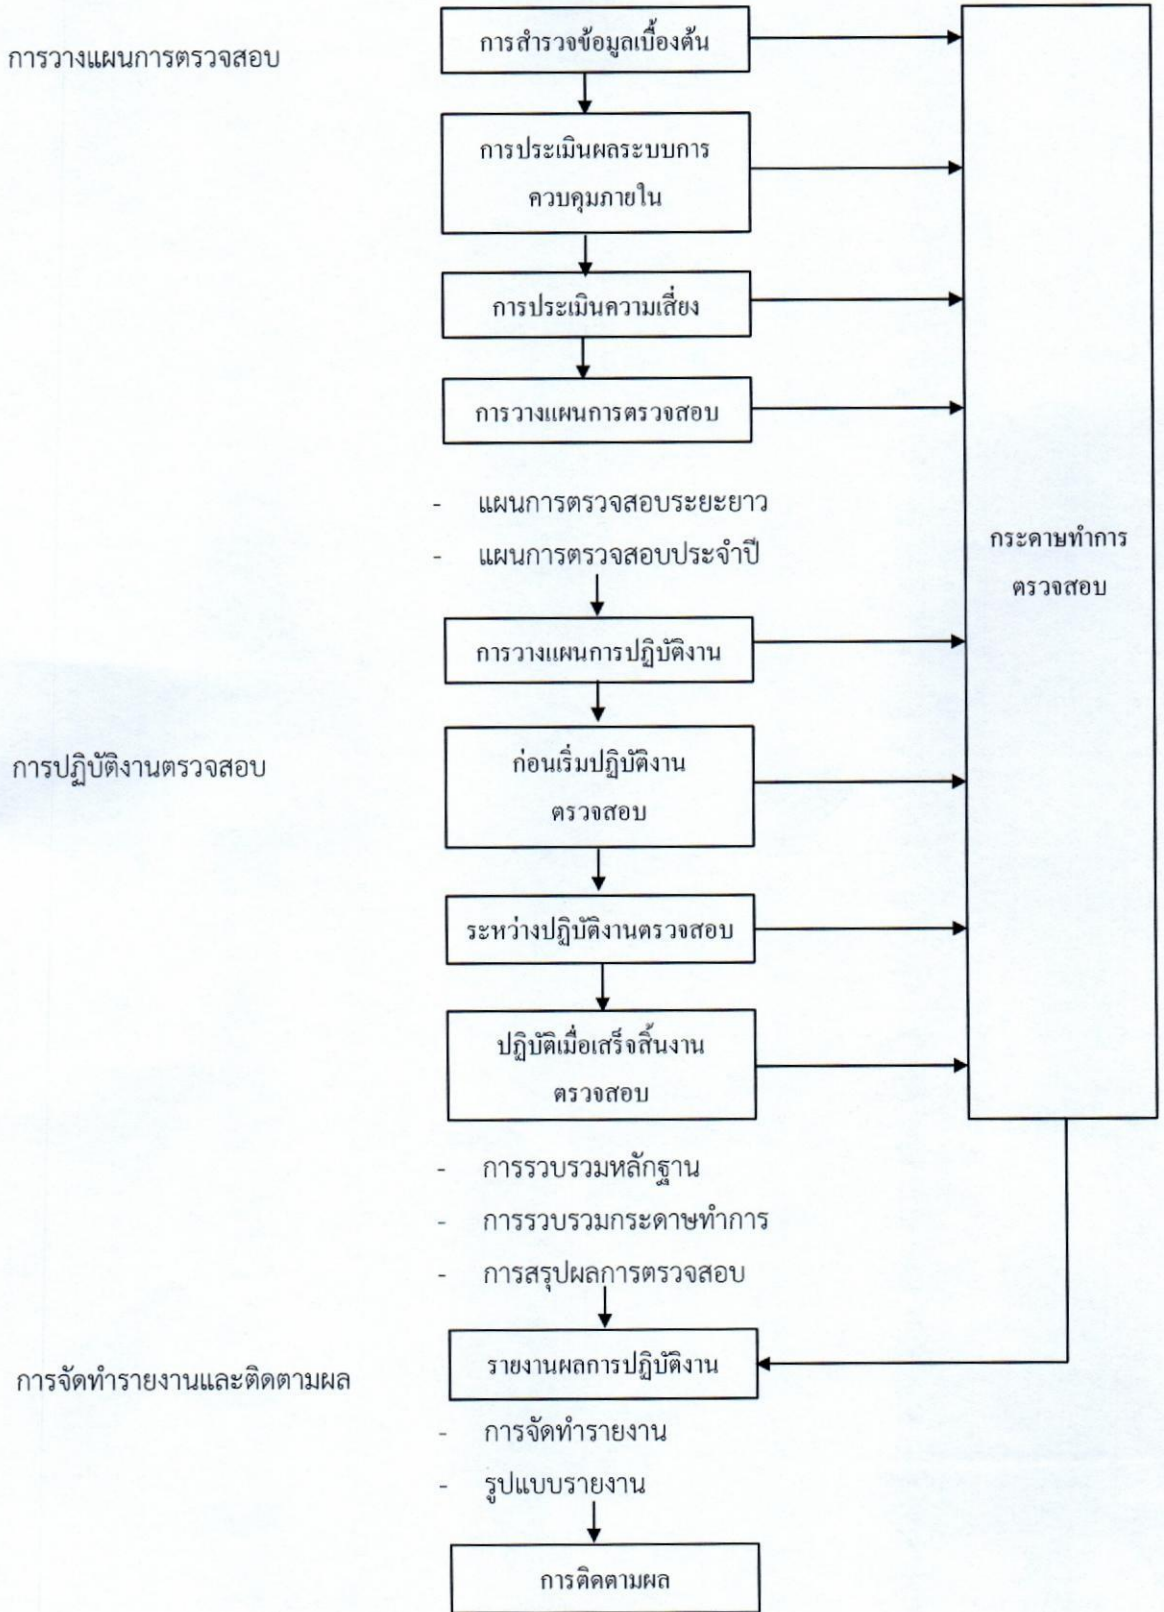 การสำรวจข้อมูลเบื้องต้น
การวางแผนการตรวจสอบ
การประเมินผลระบบการ
ควบคุมภายใน
การประเมินความเสี่ยง
การวางแผนการตรวจสอบ
- แผนการตรวจสอบระยะยาว
- แผนการตรวจสอบประจำปี
กระดาษทำการ
ตรวจสอบ
การวางแผนการปฏิบัติงาน
การปฏิบัติงานตรวจสอบ
ก่อนเริ่มปฏิบัติงาน
ตรวจสอบ
ระหว่างปฏิบัติงานตรวจสอบ
ปฏิบัติเมื่อเสร็จสิ้นงาน
ตรวจสอบ
- การรวบรวมหลักฐาน
- การรวบรวมกระดาษทำการ
- การสรุปผลการตรวจสอบ
รายงานผลการปฏิบัติงาน
การจัดทำรายงานและติดตามผล
- การจัดทำรายงาน
- รูปแบบรายงาน
การติดตามผล